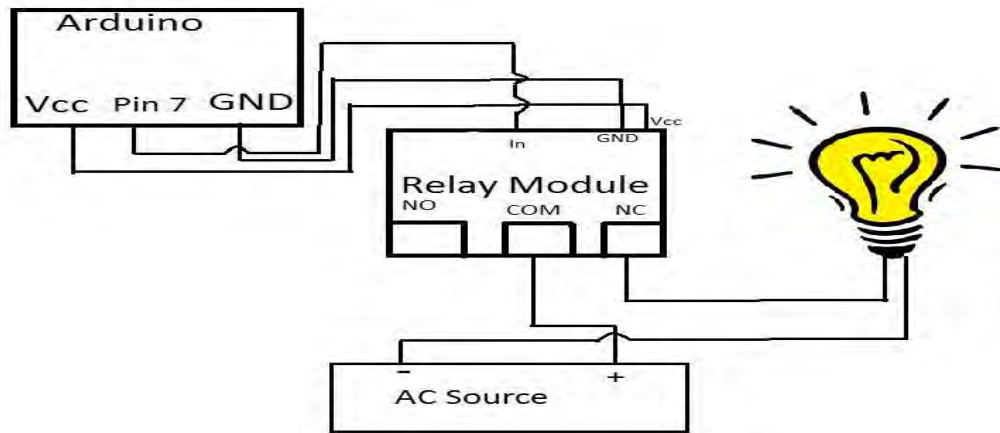 Arduino
Vcc Pin 7 GND
In GND Vcc
Relay Module
NO COM NC
- +
AC Source